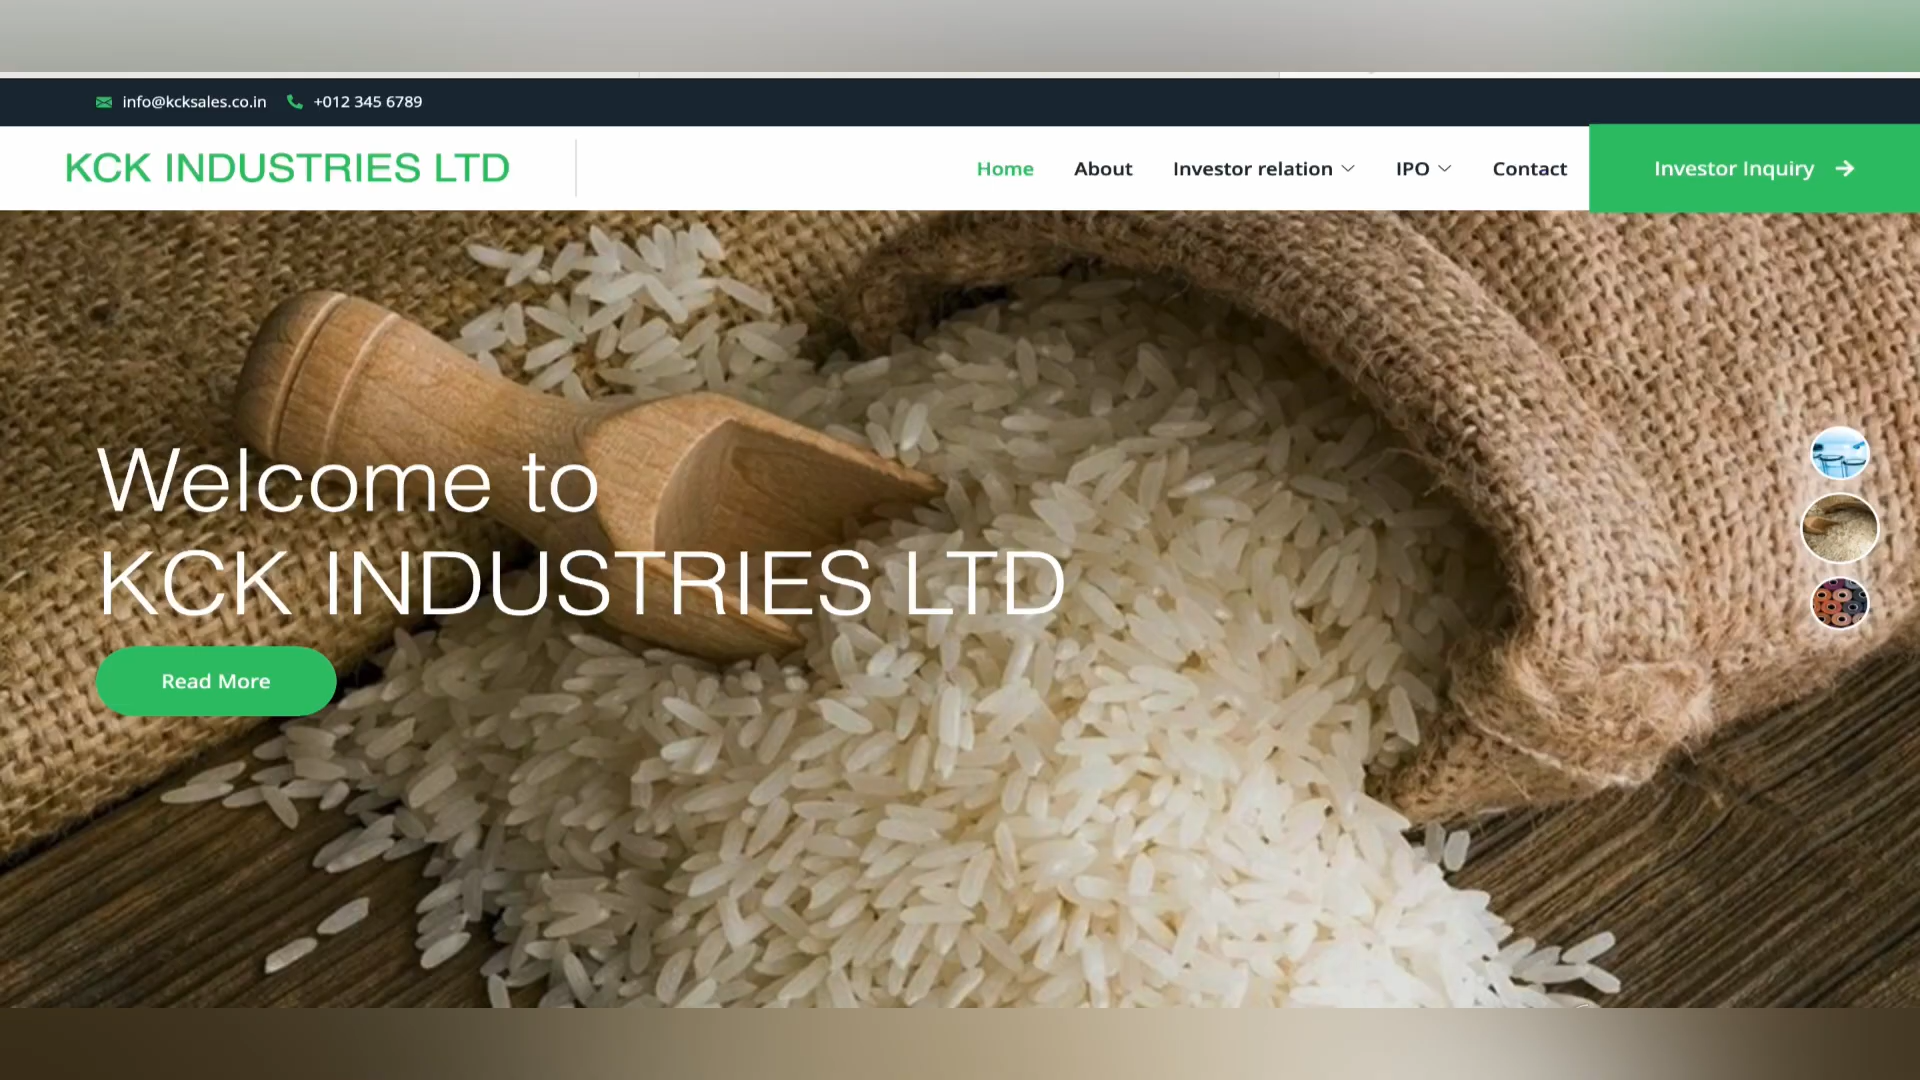 info@kcksales.co.in +012 345 6789
KCK INDUSTRIES LTD
Home About Investor relation IPO Contact Investor Inquiry
Welcome to
KCK INDUSTRIES LTD
Read More